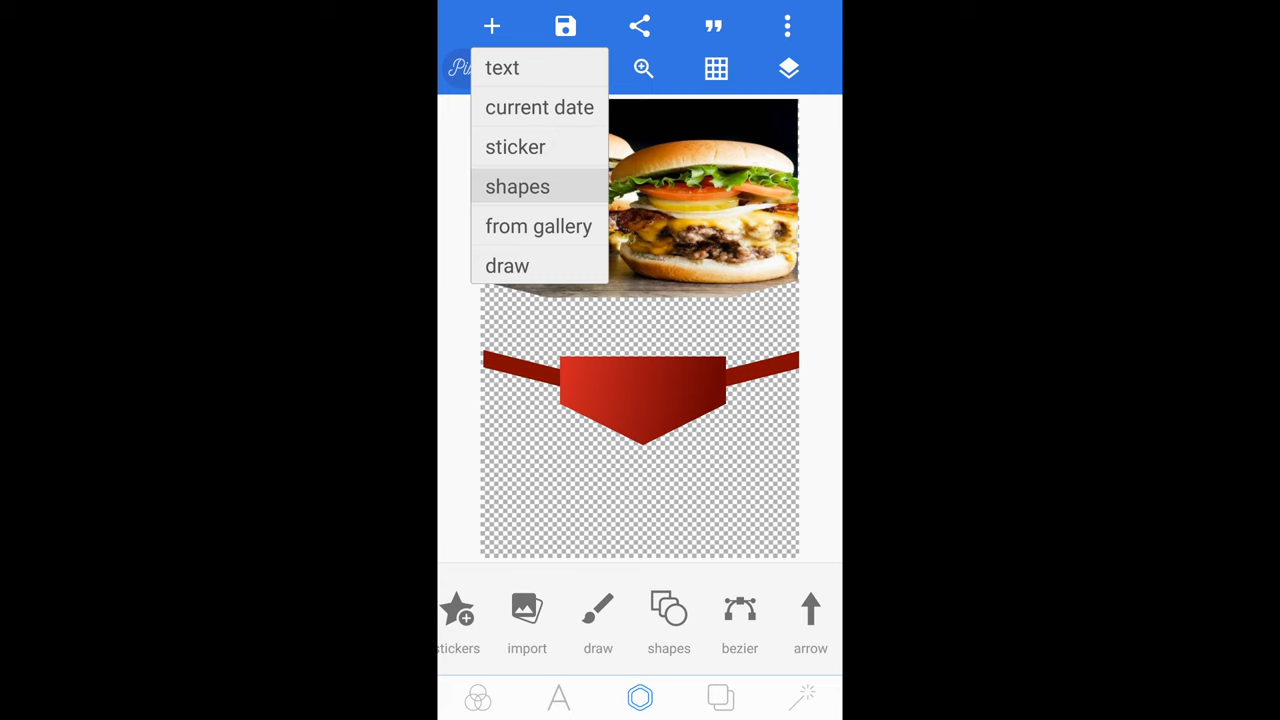 text
current date
sticker
shapes
from gallery
draw
stickers
import
draw
shapes
bezier
arrow